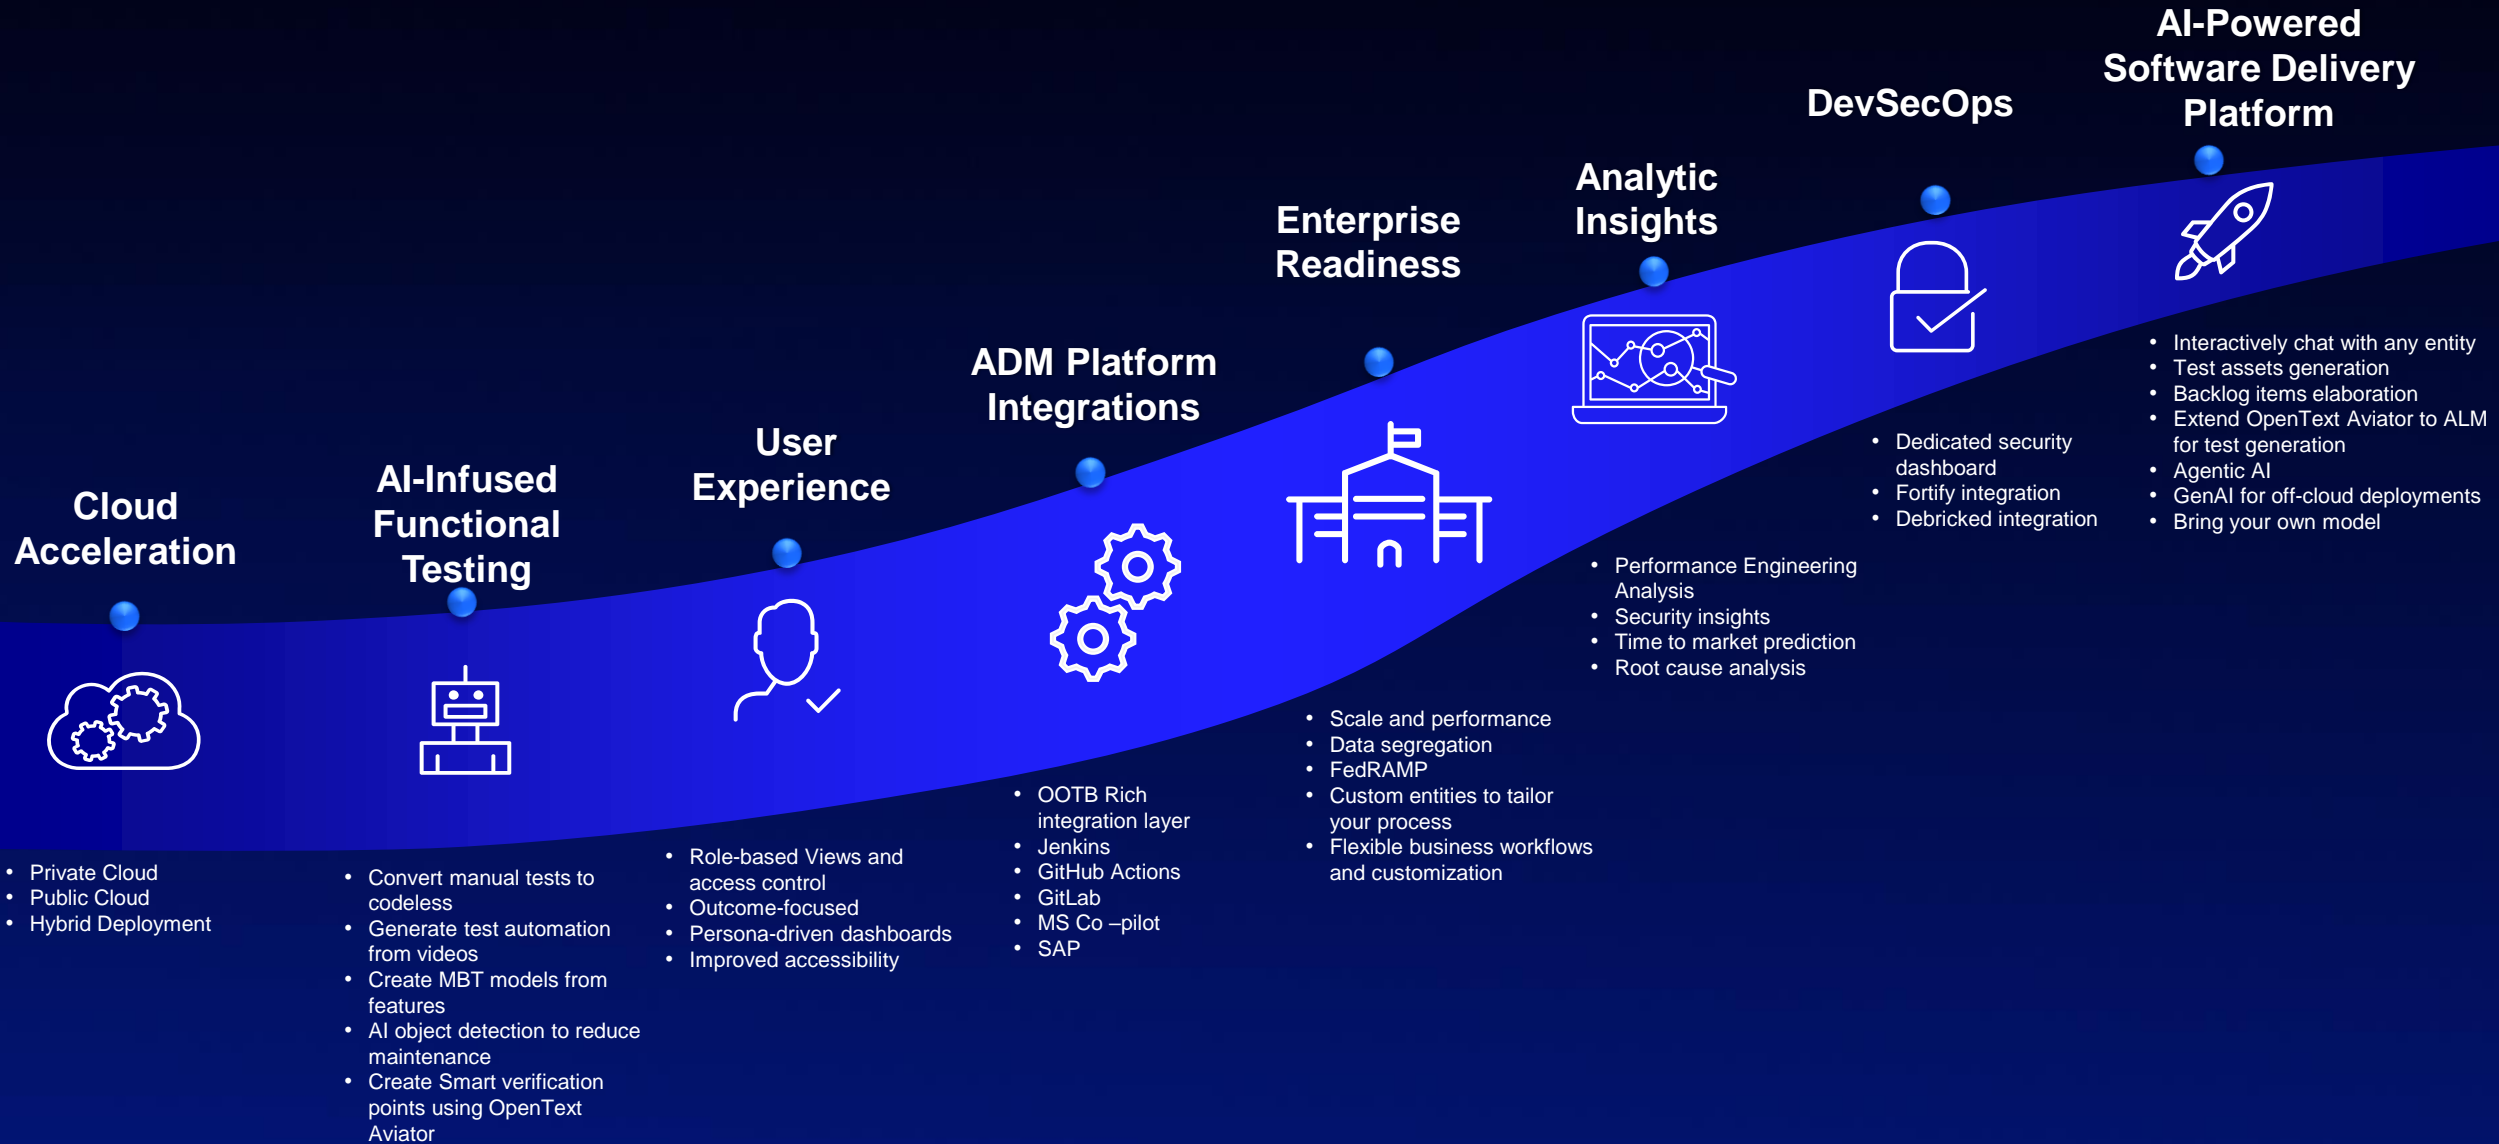 Cloud
Acceleration
• Private Cloud
• Public Cloud
• Hybrid Deployment
AI-Infused
Functional
Testing
• Convert manual tests to
codeless
• Generate test automation
from videos
• Create MBT models from
features
• AI object detection to reduce
maintenance
• Create Smart verification
points using OpenText
Aviator
User
Experience
• Role-based Views and
access control
• Outcome-focused
• Persona-driven dashboards
• Improved accessibility
ADM Platform
Integrations
• OOTB Rich
integration layer
• Jenkins
• GitHub Actions
• GitLab
• MS Co –pilot
• SAP
Enterprise
Readiness
• Scale and performance
• Data segregation
• FedRAMP
• Custom entities to tailor
your process
• Flexible business workflows
and customization
Analytic
Insights
• Performance Engineering
Analysis
• Security insights
• Time to market prediction
• Root cause analysis
DevSecOps
• Dedicated security
dashboard
• Fortify integration
• Debricked integration
AI-Powered
Software Delivery
Platform
• Interactively chat with any entity
• Test assets generation
• Backlog items elaboration
• Extend OpenText Aviator to ALM
for test generation
• Agentic AI
• GenAI for off-cloud deployments
• Bring your own model